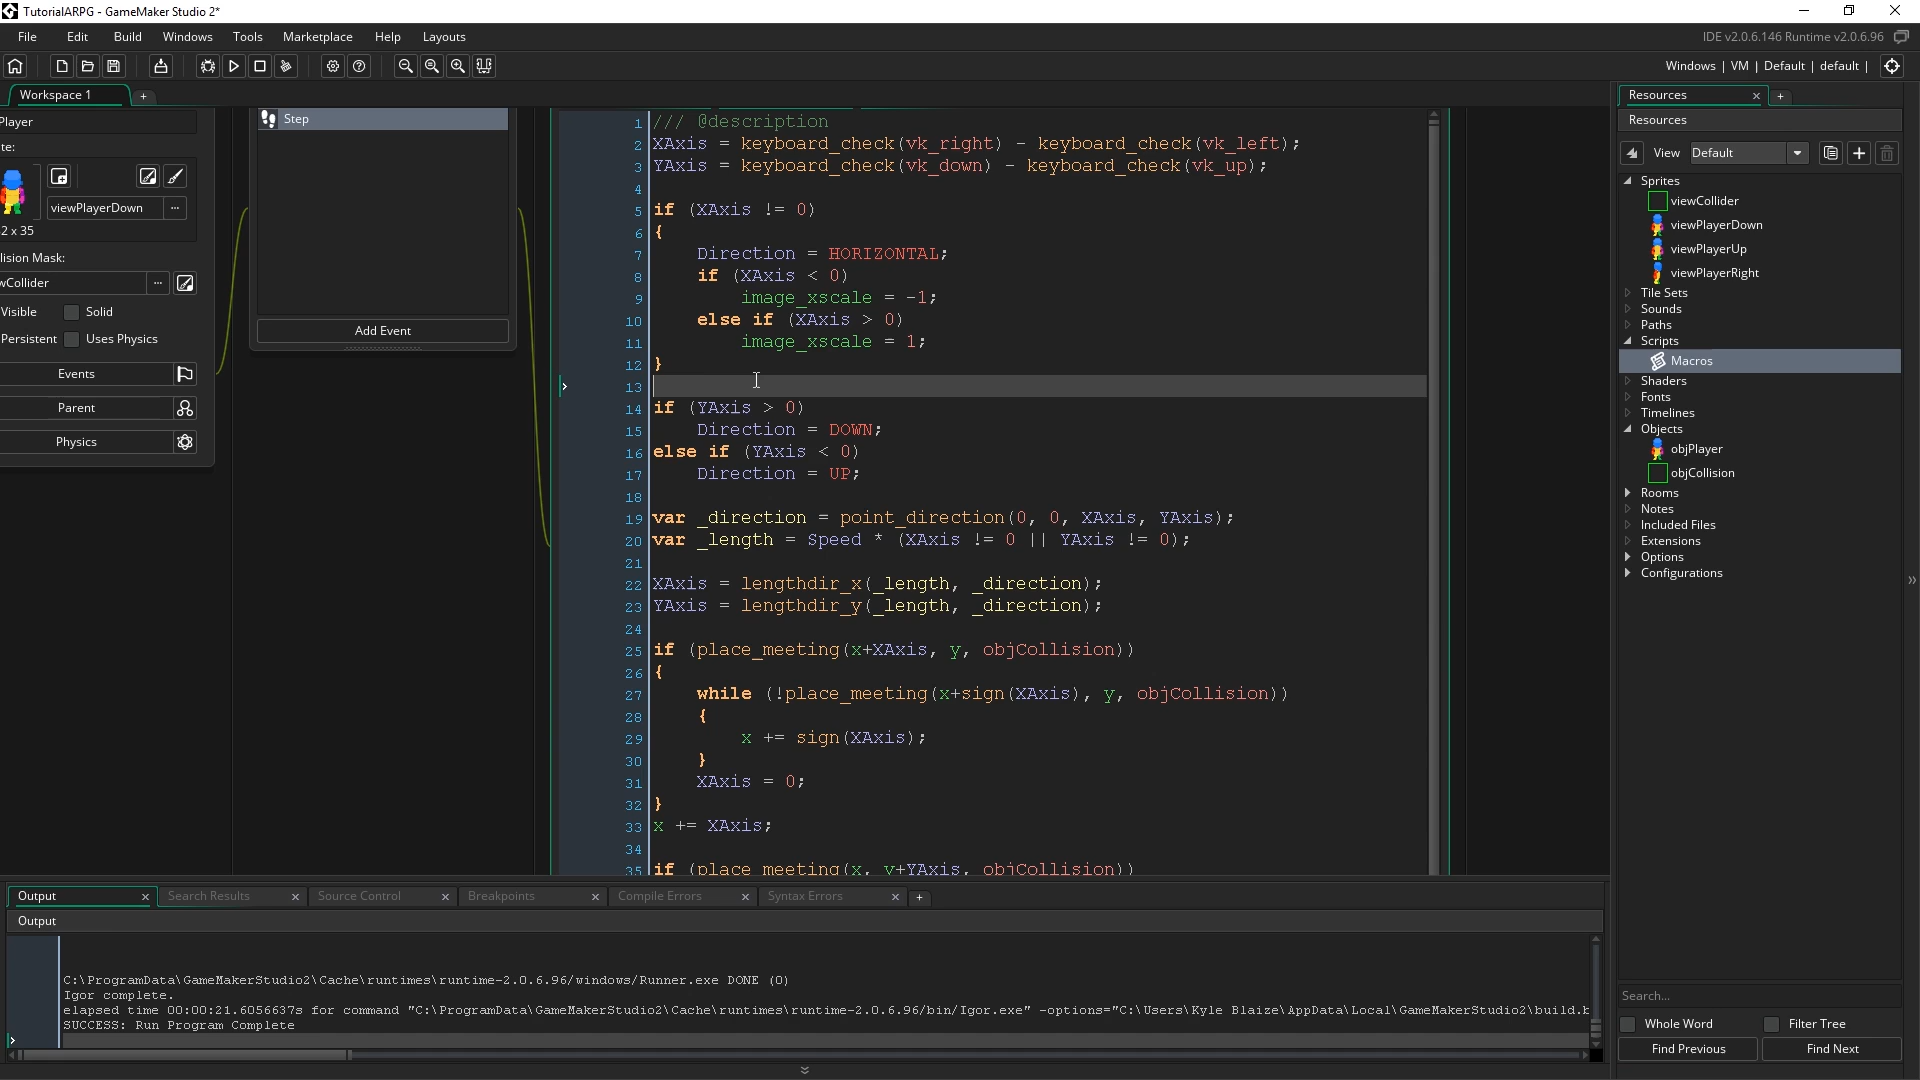 TutorialARPG - GameMaker Studio 2*
File Edit Build Windows Tools Marketplace Help Layouts
IDE v2.0.6.146 Runtime v2.0.6.96
Windows | VM | Default | default |
Workspace 1 +
Player
te:
viewPlayerDown ...
2 x 35
lision Mask:
wCollider ...
Visible Solid
Persistent Uses Physics
Events
Parent
Physics
Step
Add Event
1 /// @description
2 XAxis = keyboard_check(vk_right) - keyboard_check(vk_left);
3 YAxis = keyboard_check(vk_down) - keyboard_check(vk_up);
4
5 if (XAxis != 0)
6 {
7 Direction = HORIZONTAL;
8 if (XAxis < 0)
9 image_xscale = -1;
10 else if (XAxis > 0)
11 image_xscale = 1;
12 }
13
14 if (YAxis > 0)
15 Direction = DOWN;
16 else if (YAxis < 0)
17 Direction = UP;
18
19 var _direction = point_direction(0, 0, XAxis, YAxis);
20 var _length = Speed * (XAxis != 0 || YAxis != 0);
21
22 XAxis = lengthdir_x(_length, _direction);
23 YAxis = lengthdir_y(_length, _direction);
24
25 if (place_meeting(x+XAxis, y, objCollision))
26 {
27 while (!place_meeting(x+sign(XAxis), y, objCollision))
28 {
29 x += sign(XAxis);
30 }
31 XAxis = 0;
32 }
33 x += XAxis;
34
35 if (place_meeting(x, y+YAxis, objCollision))
Resources × +
Resources
View Default
Sprites
viewCollider
viewPlayerDown
viewPlayerUp
viewPlayerRight
Tile Sets
Sounds
Paths
Scripts
Macros
Shaders
Fonts
Timelines
Objects
objPlayer
objCollision
Rooms
Notes
Included Files
Extensions
Options
Configurations
Search...
Whole Word Filter Tree
Find Previous Find Next
Output × Search Results × Source Control × Breakpoints × Compile Errors × Syntax Errors × +
Output
C:\ProgramData\GameMakerStudio2\Cache\runtimes\runtime-2.0.6.96/windows/Runner.exe DONE (0)
Igor complete.
elapsed time 00:00:21.6056637s for command "C:\ProgramData\GameMakerStudio2\Cache\runtimes\runtime-2.0.6.96/bin/Igor.exe" -options="C:\Users\Kyle Blaize\AppData\Local\GameMakerStudio2\build.b
SUCCESS: Run Program Complete